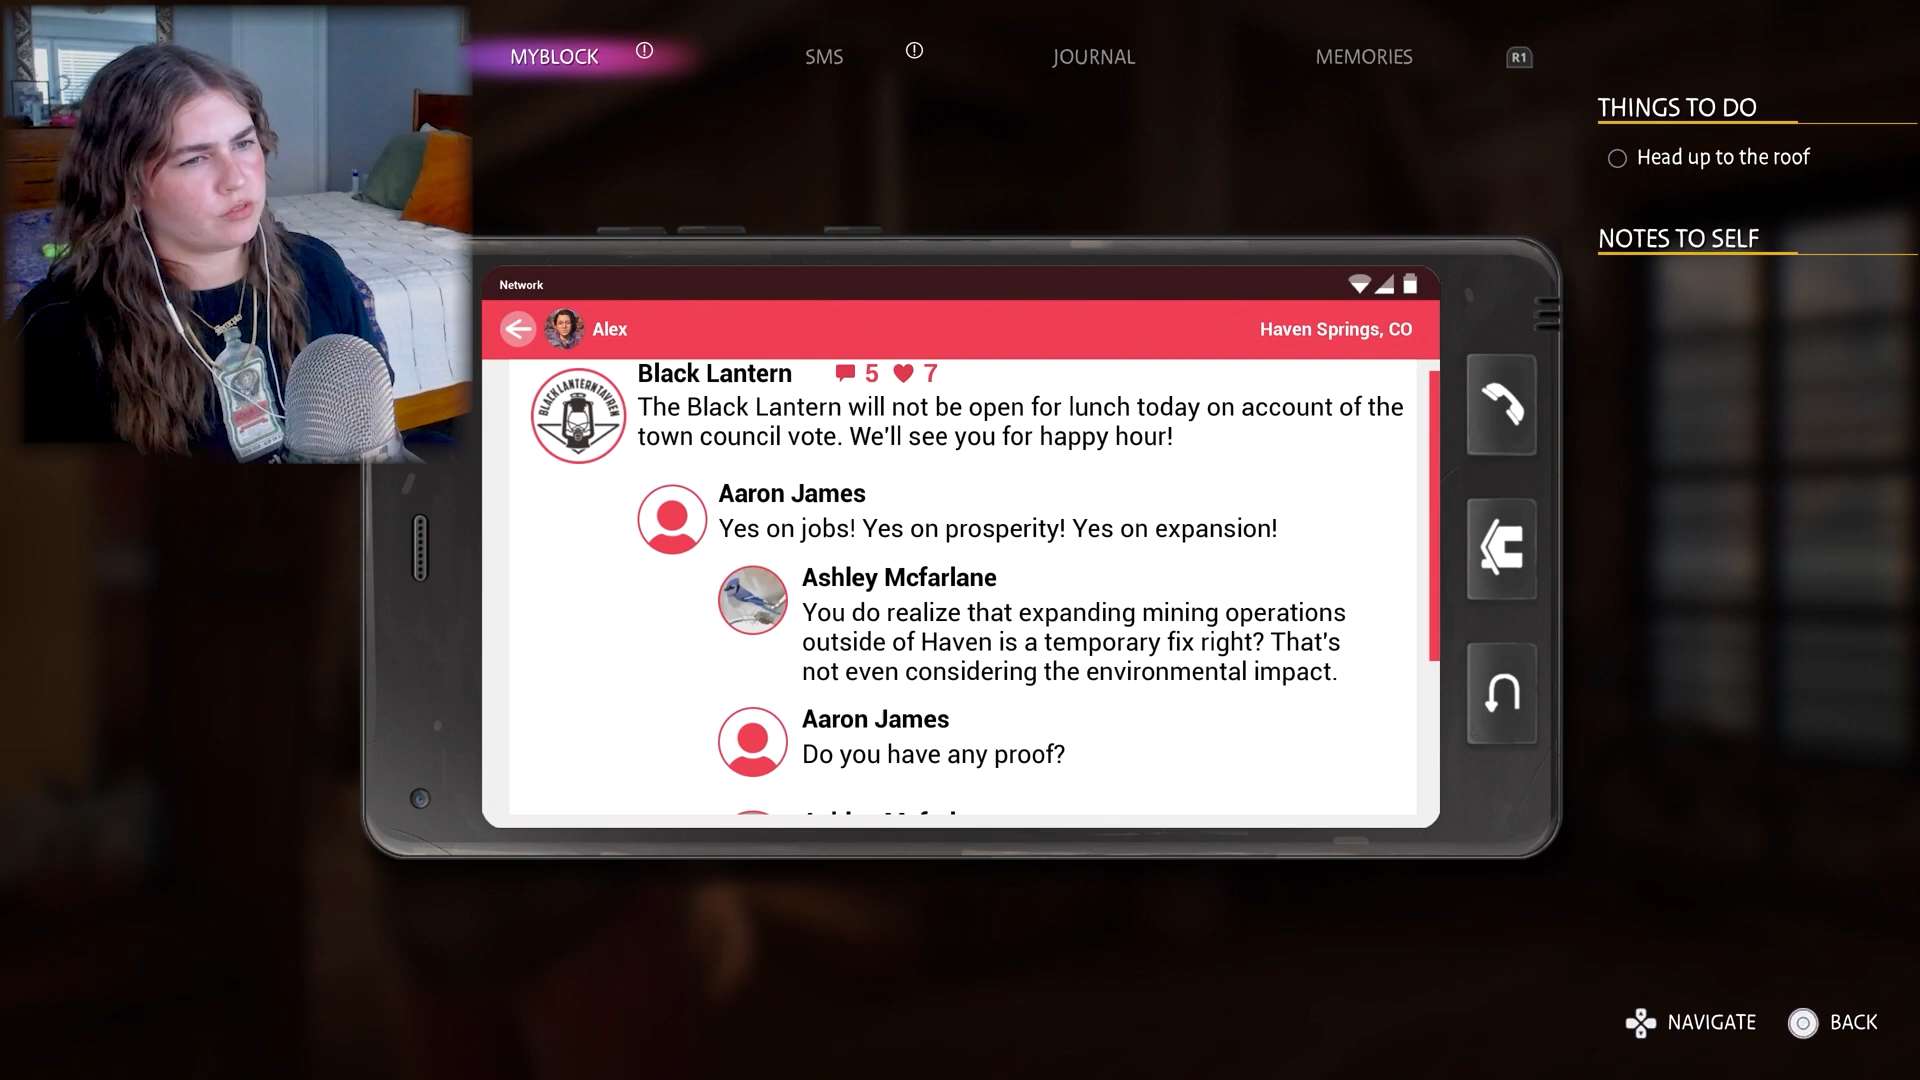 MYBLOCK
SMS
JOURNAL
MEMORIES
R1
THINGS TO DO
Head up to the roof
NOTES TO SELF
Network
Alex
Haven Springs, CO
BLACK LANTERN TAVREN
Black Lantern 5 7
The Black Lantern will not be open for lunch today on account of the
town council vote. We'll see you for happy hour!
Aaron James
Yes on jobs! Yes on prosperity! Yes on expansion!
Ashley Mcfarlane
You do realize that expanding mining operations
outside of Haven is a temporary fix right? That's
not even considering the environmental impact.
Aaron James
Do you have any proof?
NAVIGATE
BACK